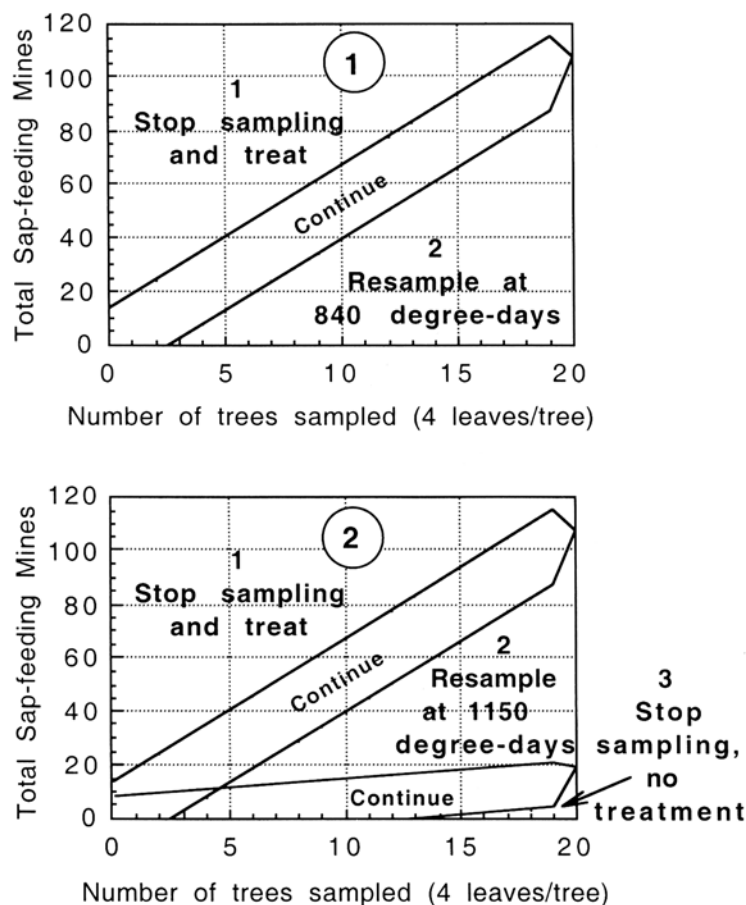 Total Sap-feeding Mines
120
100
80
60
40
20
0
1
1
Stop sampling
and treat
Continue
2
Resample at
840 degree-days
0 5 10 15 20
Number of trees sampled (4 leaves/tree)
Total Sap-feeding Mines
120
100
80
60
40
20
0
2
1
Stop sampling
and treat
Continue
2
Resample
at 1150
degree-days
Continue
3
Stop
sampling,
no
treatment
0 5 10 15 20
Number of trees sampled (4 leaves/tree)